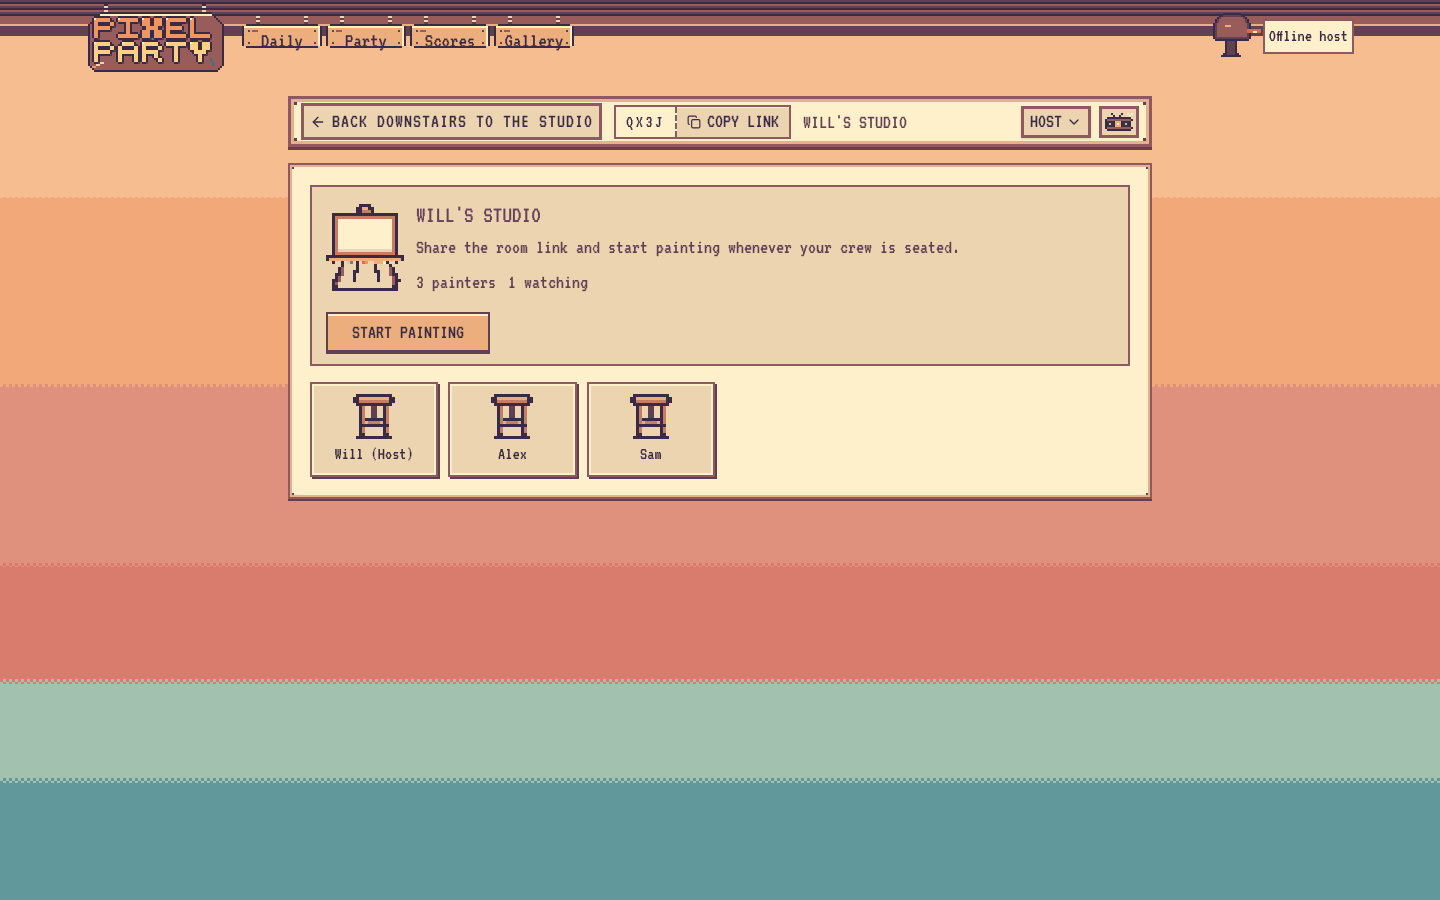 PIXEL
PARTY
Daily
Party
Scores
Gallery
Offline host
BACK DOWNSTAIRS TO THE STUDIO
QX3J
COPY LINK
WILL'S STUDIO
HOST
WILL'S STUDIO
Share the room link and start painting whenever your crew is seated.
3 painters 1 watching
START PAINTING
Will (Host)
Alex
Sam